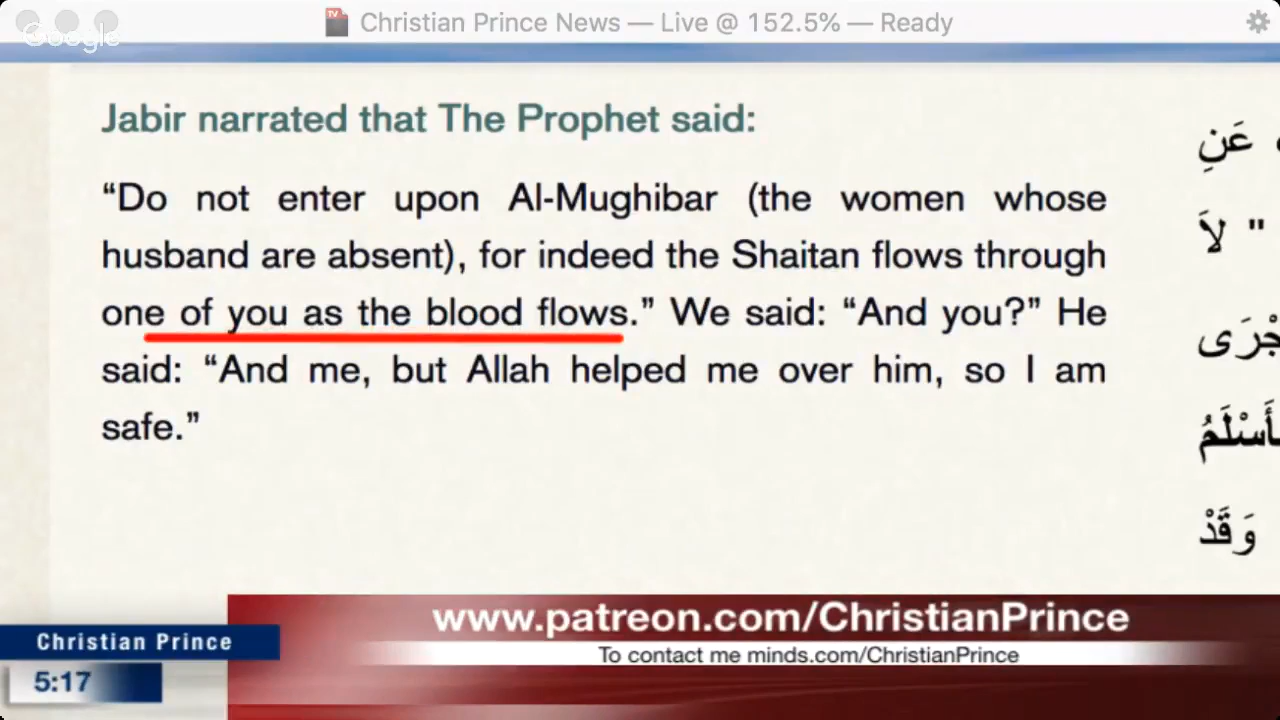 Christian Prince News — Live @ 152.5% — Ready
Google
Jabir narrated that The Prophet said:
“Do not enter upon Al-Mughibar (the women whose
husband are absent), for indeed the Shaitan flows through
one of you as the blood flows.” We said: “And you?” He
said: “And me, but Allah helped me over him, so I am
safe.”
عَنِ
" لاَ
جْرَى
أَسْلَمُ
وَقَدْ
www.patreon.com/ChristianPrince
Christian Prince
To contact me minds.com/ChristianPrince
5:17